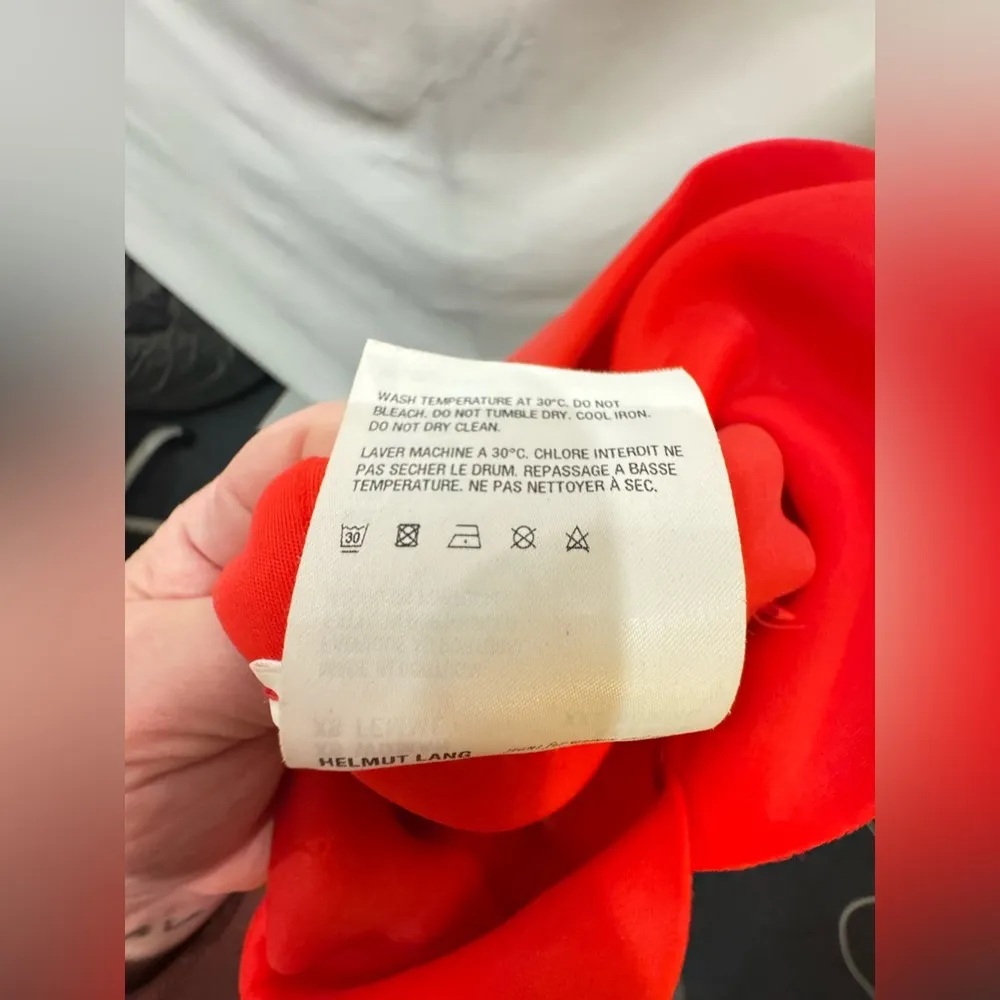 WASH TEMPERATURE AT 30°C. DO NOT
BLEACH. DO NOT TUMBLE DRY. COOL IRON.
DO NOT DRY CLEAN.
LAVER MACHINE A 30°C. CHLORE INTERDIT NE
PAS SECHER LE DRUM. REPASSAGE A BASSE
TEMPERATURE. NE PAS NETTOYER À SEC.
30
HELMUT LANG